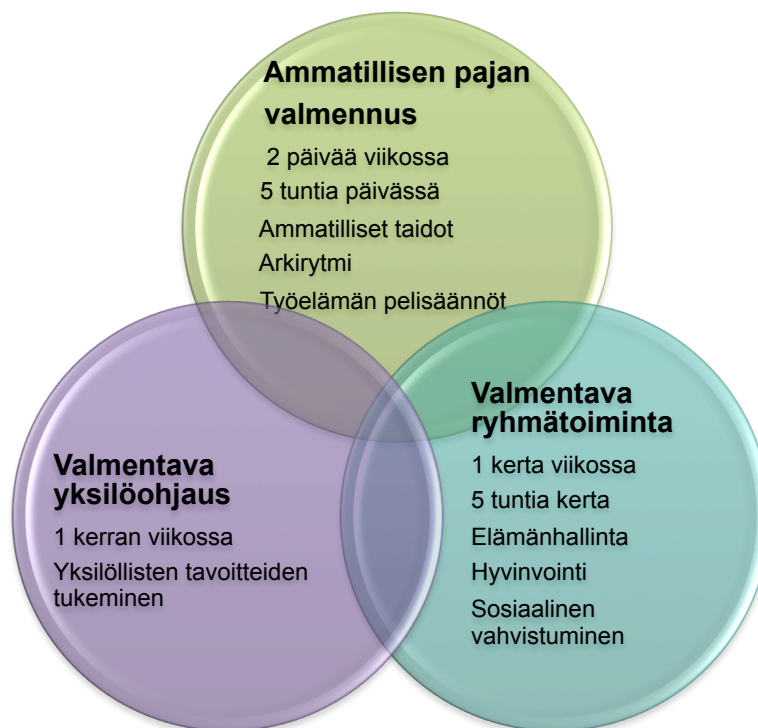 Ammatillisen pajan
valmennus
2 päivää viikossa
5 tuntia päivässä
Ammatilliset taidot
Arkirytmi
Työelämän pelisäännöt
Valmentava
yksilöohjaus
1 kerran viikossa
Yksilöllisten tavoitteiden
tukeminen
Valmentava
ryhmätoiminta
1 kerta viikossa
5 tuntia kerta
Elämänhallinta
Hyvinvointi
Sosiaalinen
vahvistuminen